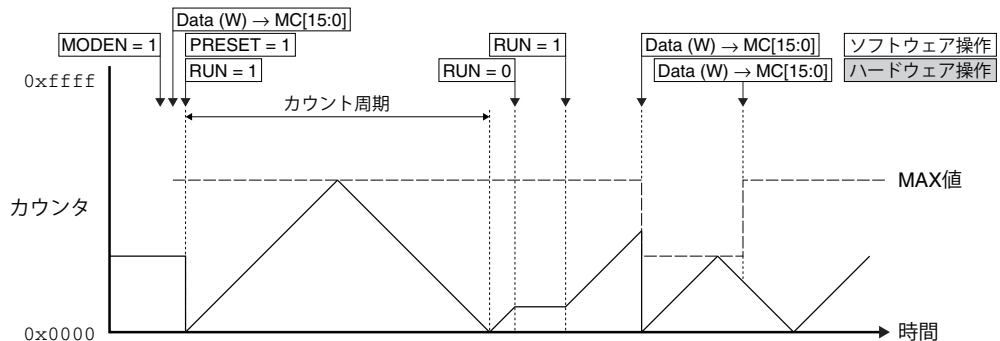 Data (W) → MC[15:0]
MODEN = 1
PRESET = 1
RUN = 1
Data (W) → MC[15:0]
ソフトウェア操作
0xffff
RUN = 1
RUN = 0
Data (W) → MC[15:0]
ハードウェア操作
カウント周期
MAX値
カウンタ
0x0000
時間